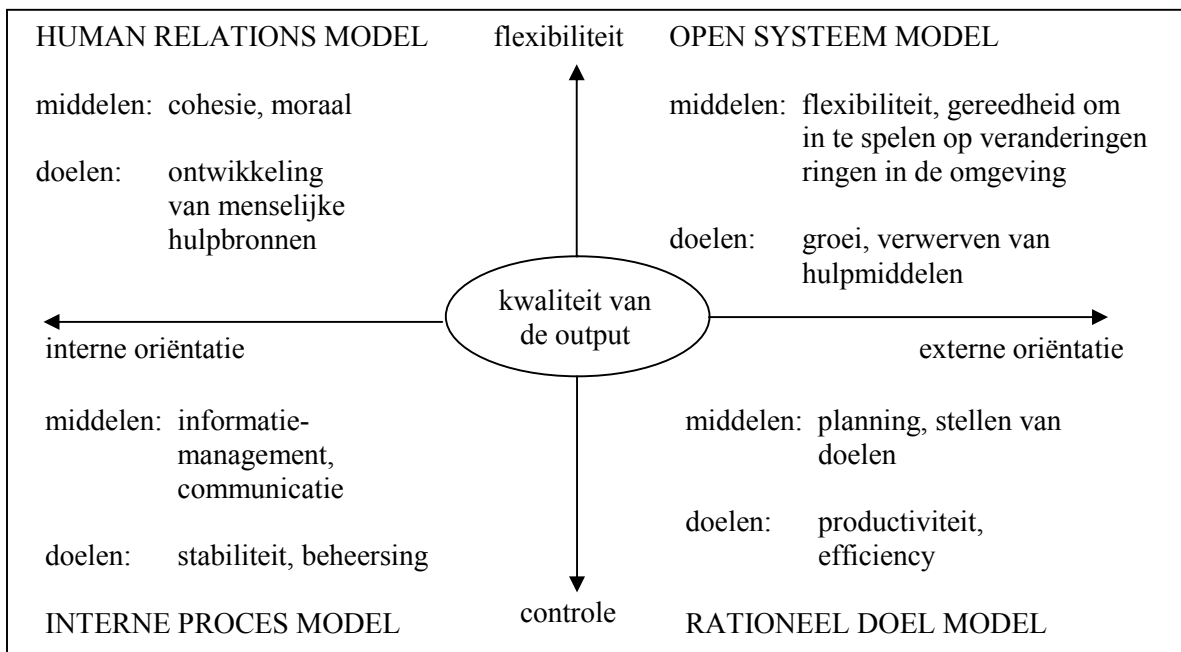 HUMAN RELATIONS MODEL
middelen: cohesie, moraal
doelen: ontwikkeling
van menselijke
hulpbronnen
flexibiliteit
OPEN SYSTEEM MODEL
middelen: flexibiliteit, gereedheid om
in te spelen op veranderingen
ringen in de omgeving
doelen: groei, verwerven van
hulpmiddelen
kwaliteit van
de output
interne oriëntatie
externe oriëntatie
middelen: informatie-
management,
communicatie
doelen: stabiliteit, beheersing
INTERNE PROCES MODEL
controle
middelen: planning, stellen van
doelen
doelen: productiviteit,
efficiency
RATIONEEL DOEL MODEL